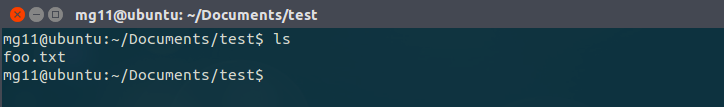 mg11@ubuntu: ~/Documents/test
mg11@ubuntu:~/Documents/test$ ls
foo.txt
mg11@ubuntu:~/Documents/test$